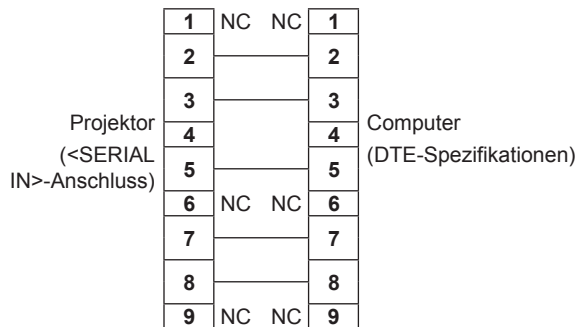 1 NC NC 1
2 2
3 3
Projektor 4 4 Computer
(<SERIAL 5 5 (DTE-Spezifikationen)
IN>-Anschluss)
6 NC NC 6
7 7
8 8
9 NC NC 9